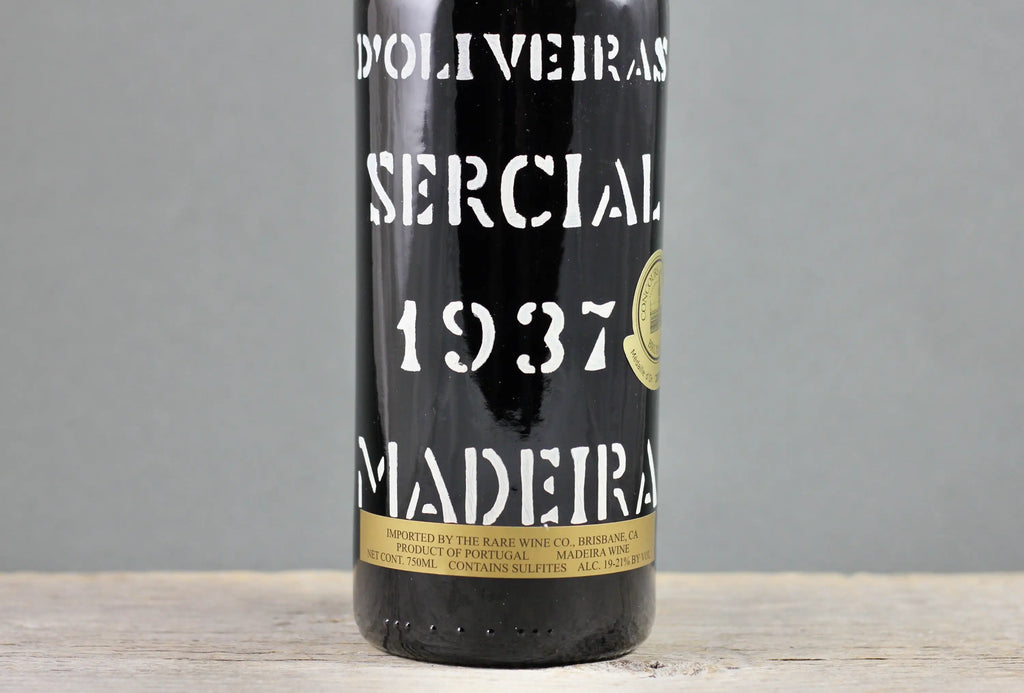 D'OLIVEIRAS
SERCIAL
1937
MADEIRA
IMPORTED BY THE RARE WINE CO., BRISBANE, CA
PRODUCT OF PORTUGAL MADEIRA WINE
NET CONT. 750ML CONTAINS SULFITES ALC. 19-21% BY VOL.